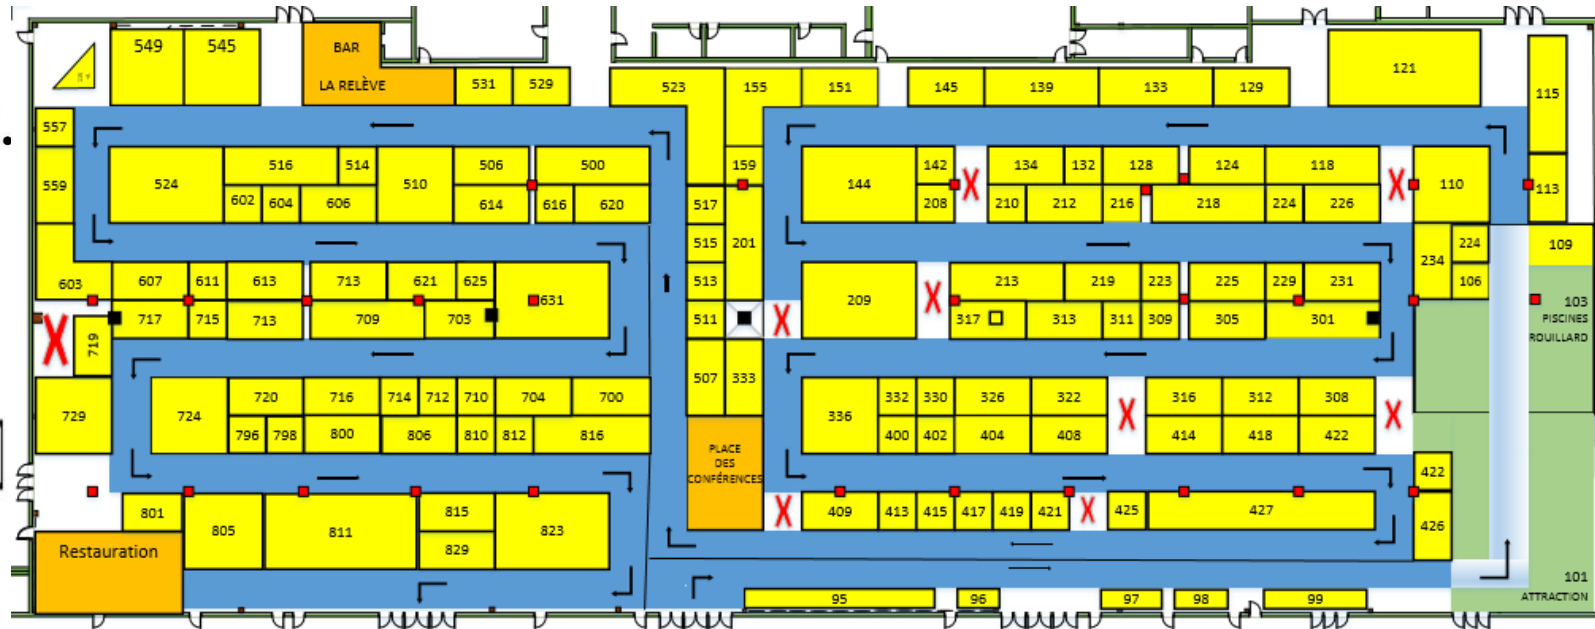 549 545 BAR 121
LA RELÈVE 531 529 523 155 151 145 139 133 129 115
557
516 514 506 500 159 142 134 132 128 124 118
559 524 510 144 110 113
602 604 606 614 616 620 517 208 210 212 216 218 224 226
515 201 234 224 109
603 607 611 613 713 621 625 513 213 219 223 225 229 231 106
631 209 103
717 715 713 709 703 511 317 313 311 309 305 301 PISCINES
ROUILLARD
719
507 333
729 724 720 716 714 712 710 704 700 336 332 330 326 322 316 312 308
796 798 800 806 810 812 816 400 402 404 408 414 418 422
PLACE
DES
CONFÉRENCES
422
801 805 811 815 823 409 413 415 417 419 421 425 427 426
Restauration 829
101
95 96 97 98 99 ATTRACTION